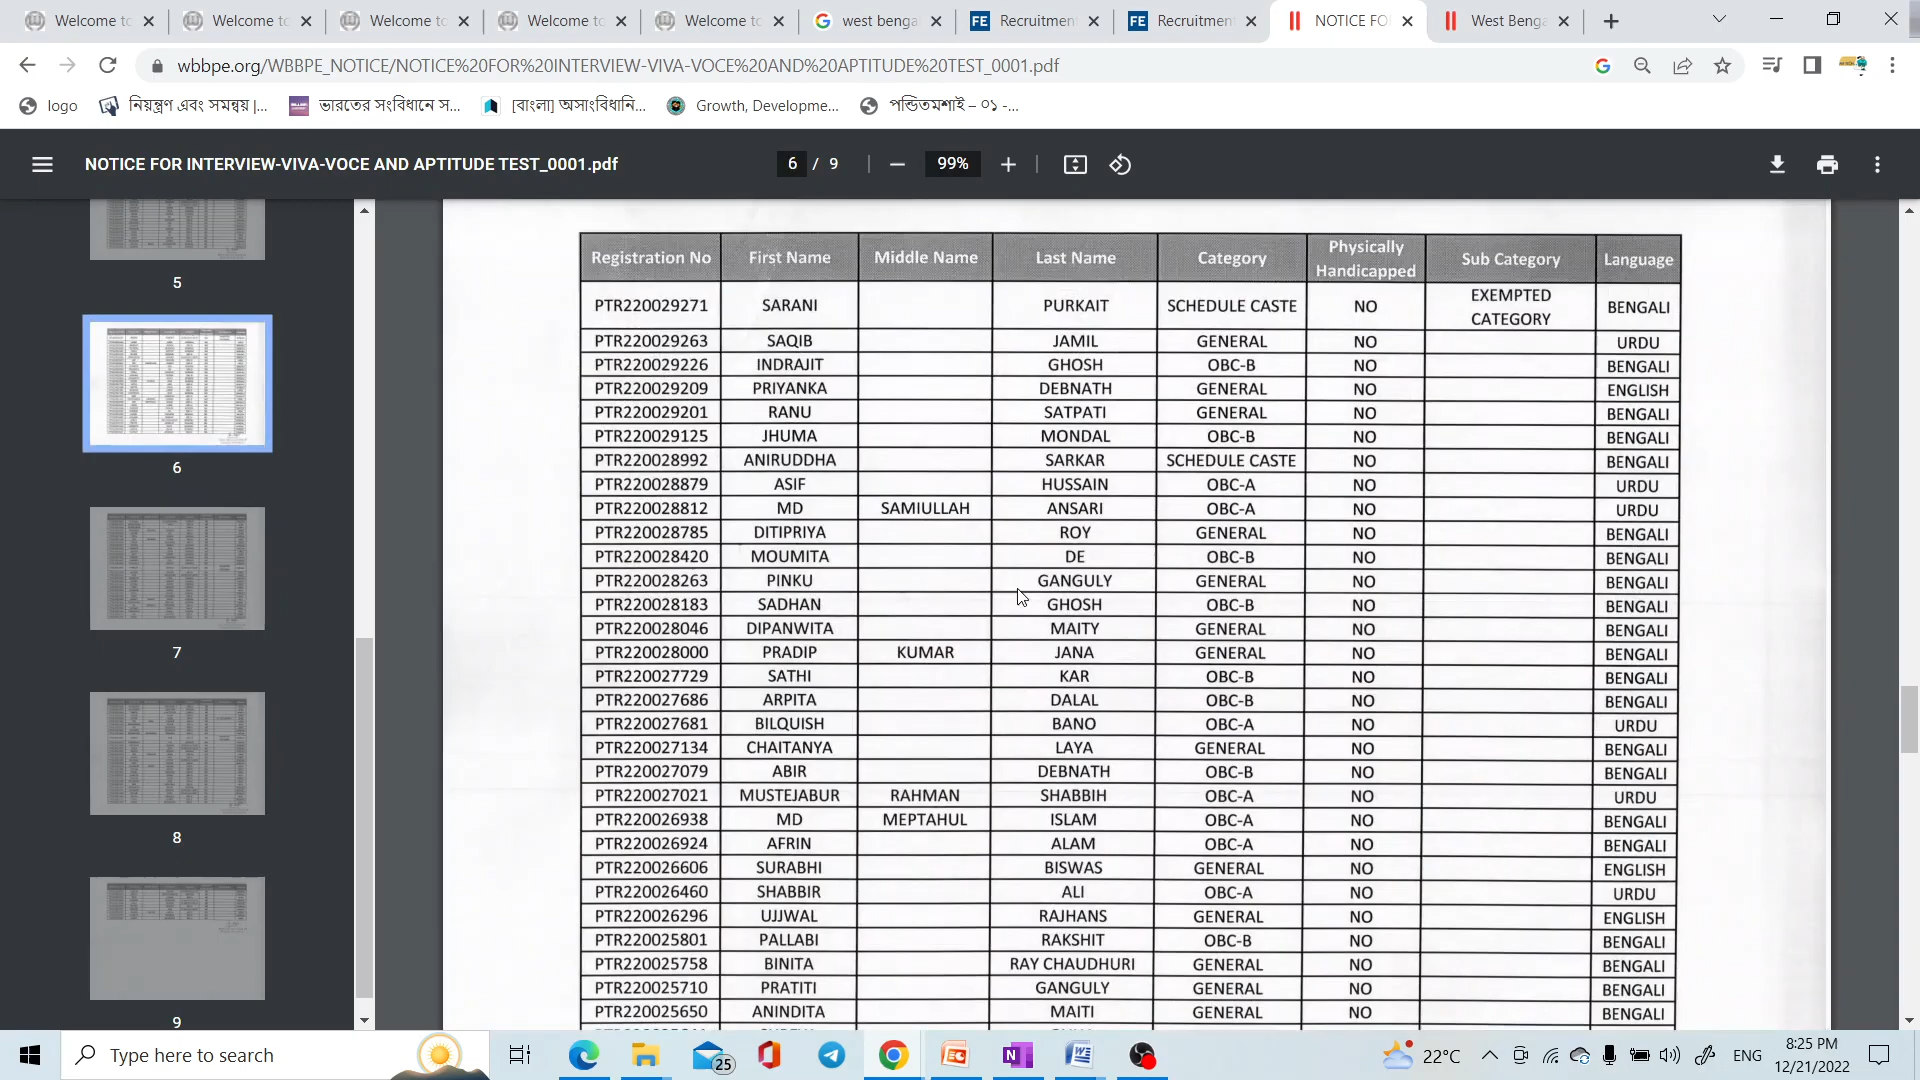 Welcome to
Welcome to
Welcome to
Welcome to
Welcome to
west benga
Recruitmen
Recruitmen
NOTICE FO
West Benga
wbbpe.org/WBBPE_NOTICE/NOTICE%20FOR%20INTERVIEW-VIVA-VOCE%20AND%20APTITUDE%20TEST_0001.pdf
logo
নিয়ন্ত্রণ এবং সমন্বয় |...
ভারতের সংবিধানে স...
[বাংলা] অসাংবিধানি...
Growth, Developme...
পন্ডিতমশাই – ০১ -...
NOTICE FOR INTERVIEW-VIVA-VOCE AND APTITUDE TEST_0001.pdf
6 / 9
99%
5
6
7
8
9
Registration No First Name Middle Name Last Name Category Physically Handicapped Sub Category Language
PTR220029271 SARANI PURKAIT SCHEDULE CASTE NO EXEMPTED CATEGORY BENGALI
PTR220029263 SAQIB JAMIL GENERAL NO URDU
PTR220029226 INDRAJIT GHOSH OBC-B NO BENGALI
PTR220029209 PRIYANKA DEBNATH GENERAL NO ENGLISH
PTR220029201 RANU SATPATI GENERAL NO BENGALI
PTR220029125 JHUMA MONDAL OBC-B NO BENGALI
PTR220028992 ANIRUDDHA SARKAR SCHEDULE CASTE NO BENGALI
PTR220028879 ASIF HUSSAIN OBC-A NO URDU
PTR220028812 MD SAMIULLAH ANSARI OBC-A NO URDU
PTR220028785 DITIPRIYA ROY GENERAL NO BENGALI
PTR220028420 MOUMITA DE OBC-B NO BENGALI
PTR220028263 PINKU GANGULY GENERAL NO BENGALI
PTR220028183 SADHAN GHOSH OBC-B NO BENGALI
PTR220028046 DIPANWITA MAITY GENERAL NO BENGALI
PTR220028000 PRADIP KUMAR JANA GENERAL NO BENGALI
PTR220027729 SATHI KAR OBC-B NO BENGALI
PTR220027686 ARPITA DALAL OBC-B NO BENGALI
PTR220027681 BILQUISH BANO OBC-A NO URDU
PTR220027134 CHAITANYA LAYA GENERAL NO BENGALI
PTR220027079 ABIR DEBNATH OBC-B NO BENGALI
PTR220027021 MUSTEJABUR RAHMAN SHABBIH OBC-A NO URDU
PTR220026938 MD MEPTAHUL ISLAM OBC-A NO BENGALI
PTR220026924 AFRIN ALAM OBC-A NO BENGALI
PTR220026606 SURABHI BISWAS GENERAL NO ENGLISH
PTR220026460 SHABBIR ALI OBC-A NO URDU
PTR220026296 UJJWAL RAJHANS GENERAL NO ENGLISH
PTR220025801 PALLABI RAKSHIT OBC-B NO BENGALI
PTR220025758 BINITA RAY CHAUDHURI GENERAL NO BENGALI
PTR220025710 PRATITI GANGULY GENERAL NO BENGALI
PTR220025650 ANINDITA MAITI GENERAL NO BENGALI
Type here to search
25
22°C
ENG
8:25 PM
12/21/2022